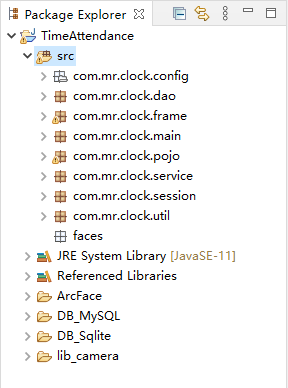 Package Explorer
TimeAttendance
src
com.mr.clock.config
com.mr.clock.dao
com.mr.clock.frame
com.mr.clock.main
com.mr.clock.pojo
com.mr.clock.service
com.mr.clock.session
com.mr.clock.util
faces
JRE System Library [JavaSE-11]
Referenced Libraries
ArcFace
DB_MySQL
DB_Sqlite
lib_camera